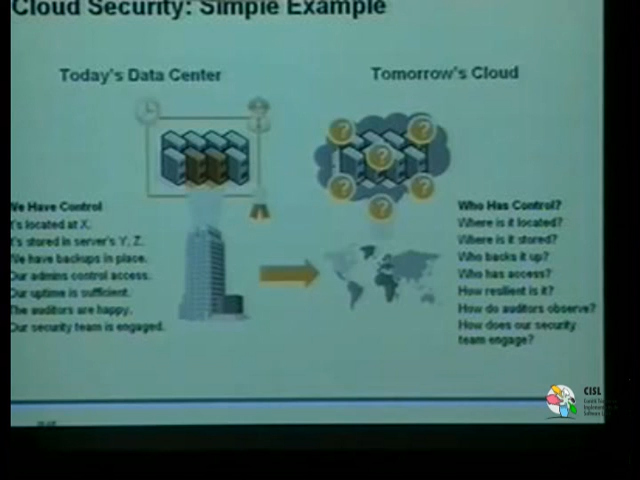 Cloud Security: Simple Example
Today's Data Center
Tomorrow's Cloud
We Have Control
It's located at X.
It's stored in server's Y, Z.
We have backups in place.
Our admins control access.
Our uptime is sufficient.
The auditors are happy.
Our security team is engaged.
? ? ? ? ? ?
Who Has Control?
Where is it located?
Where is it stored?
Who backs it up?
Who has access?
How resilient is it?
How do auditors observe?
How does our security
team engage?
CISL